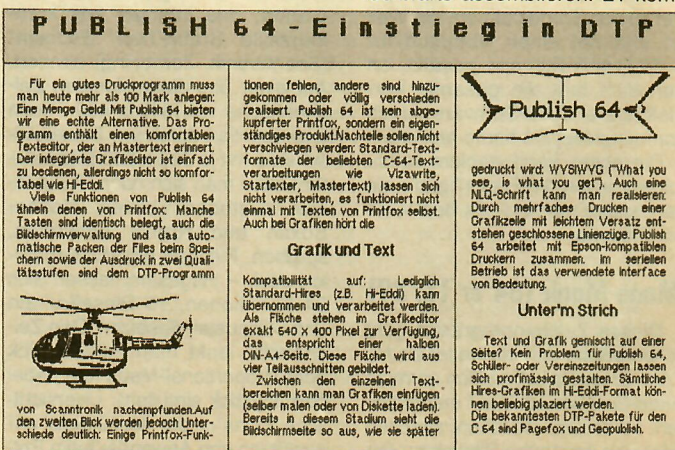 PUBLISH 64-Einstieg in DTP
Für ein gutes Druckprogramm muss
man heute mehr als 100 Mark anlegen:
Eine Menge Geld! Mit Publish 64 bieten
wir eine echte Alternative. Das Pro-
gramm enthält einen komfortablen
Texteditor, der an Mastertext erinnert.
Der integrierte Grafikeditor ist einfach
zu bedienen, allerdings nicht so komfor-
tabel wie Hi-Eddi.
Viele Funktionen von Publish 64
ähneln denen von Printfox: Manche
Tasten sind identisch belegt, auch die
Bildschirmverwaltung und das auto-
matische Packen der Files beim Spei-
chern sowie der Ausdruck in zwei Quali-
tätsstufen sind dem DTP-Programm
von Scanntronik nachempfunden.Auf
den zweiten Blick werden jedoch Unter-
schiede deutlich: Einige Printfox-Funk-
tionen fehlen, andere sind hinzu-
gekommen oder völlig verschieden
realisiert. Publish 64 ist kein abge-
kupferter Printfox, sondern ein eigen-
ständiges Produkt.Nachteile sollen nicht
verschwiegen werden: Standard-Text-
formate der beliebten C-64-Text-
verarbeitungen wie Vizawrite,
Startexter, Mastertext) lassen sich
nicht verarbeiten, es funktioniert nicht
einmal mit Texten von Printfox selbst.
Auch bei Grafiken hört die
Grafik und Text
Kompatibilität auf: Lediglich
Standard-Hires (z.B. Hi-Eddi) kann
übernommen und verarbeitet werden.
Als Fläche stehen im Grafikeditor
exakt 640 x 400 Pixel zur Verfügung,
das entspricht einer halben
DIN-A4-Seite. Diese Fläche wird aus
vier Teilausschnitten gebildet.
Zwischen den einzelnen Text-
bereichen kann man Grafiken einfügen
(selber malen oder von Diskette laden).
Bereits in diesem Stadium sieht die
Bildschirmseite so aus, wie sie später
Publish 64
gedruckt wird: WYSIWYG ("What you
see, is what you get"). Auch eine
NLQ-Schrift kann man realisieren:
Durch mehrfaches Drucken einer
Grafikzeile mit leichtem Versatz ent-
stehen geschlossene Linienzüge. Publish
64 arbeitet mit Epson-kompatiblen
Druckern zusammen. Im seriellen
Betrieb ist das verwendete Interface
von Bedeutung.
Unter'm Strich
Text und Grafik gemischt auf einer
Seite? Kein Problem für Publish 64,
Schüler- oder Vereinszeitungen lassen
sich profimässig gestalten. Sämtliche
Hires-Grafiken im Hi-Eddi-Format kön-
nen beliebig plaziert werden.
Die bekanntesten DTP-Pakete für den
C 64 sind Pagefox und Geopublish.